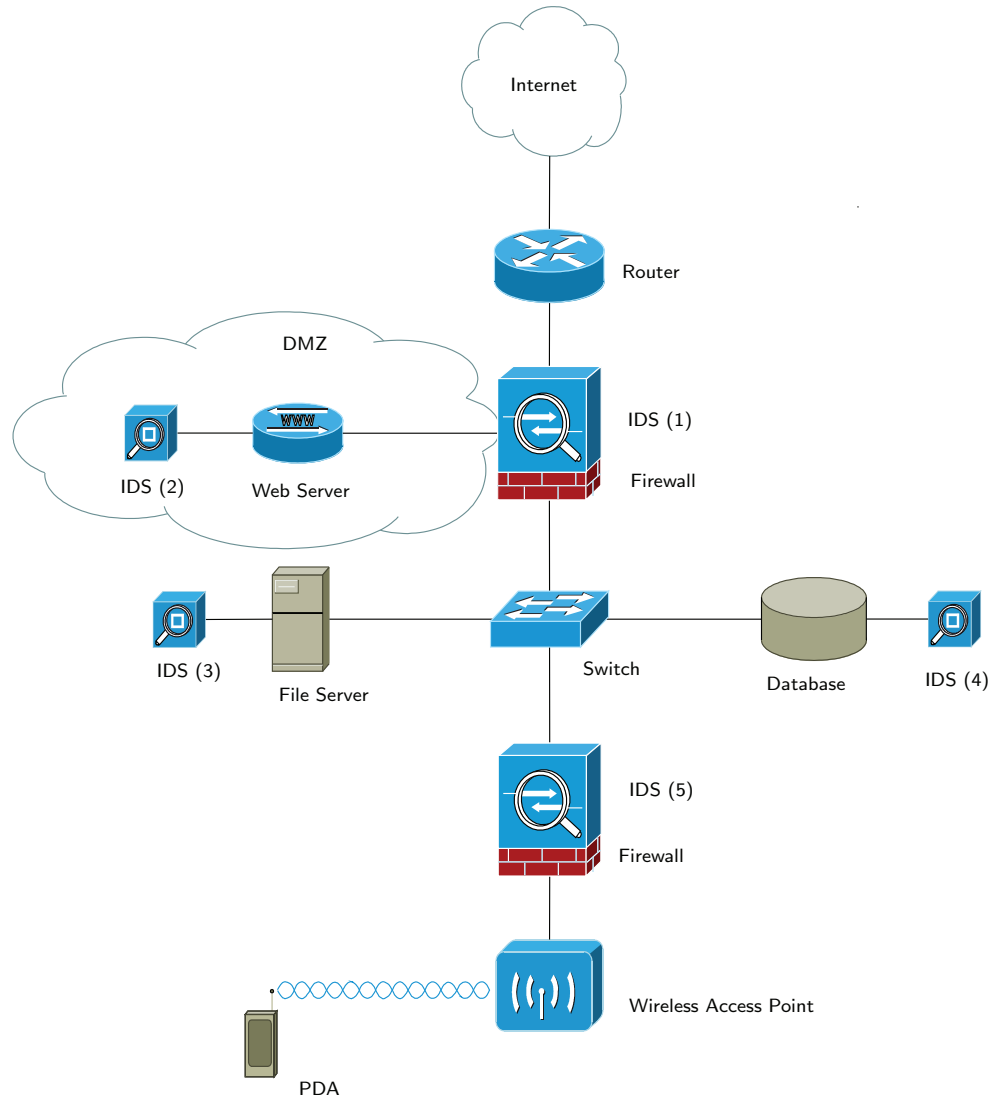 Internet
Router
DMZ
IDS (1)
WWW
IDS (2)
Web Server
Firewall
IDS (3)
File Server
Switch
Database
IDS (4)
IDS (5)
Firewall
Wireless Access Point
PDA